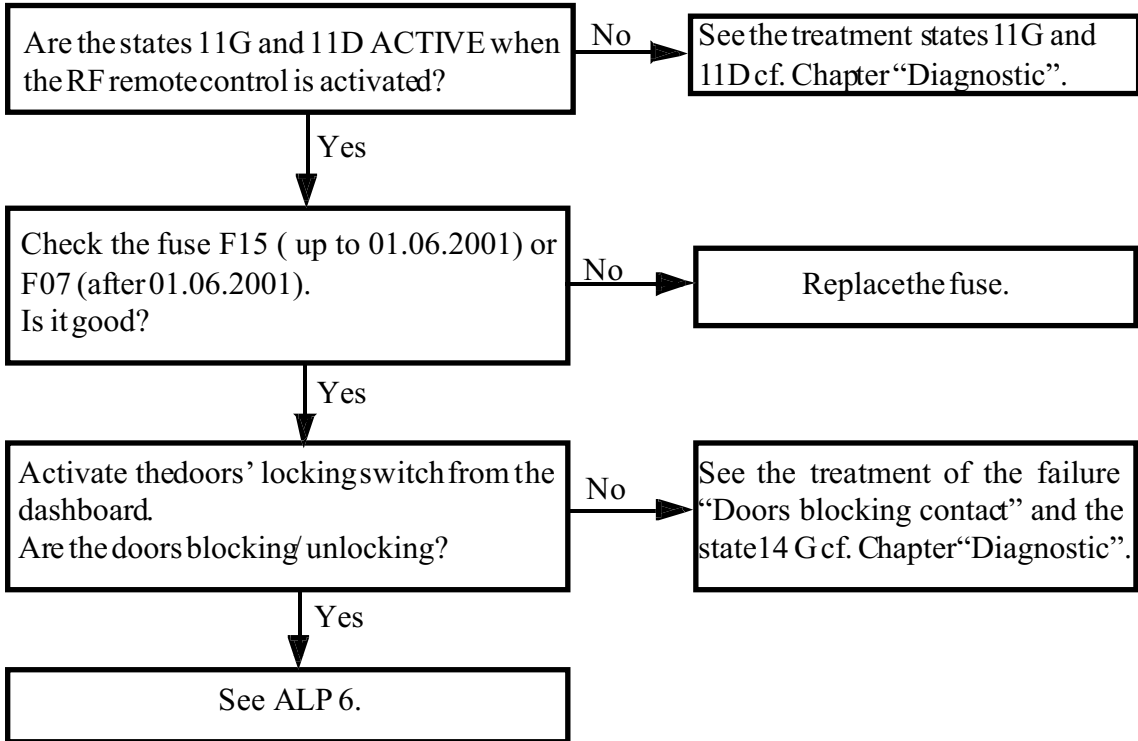 Are the states 11G and 11D ACTIVE when
the RF remote control is activated?
No
See the treatment states 11G and
11D cf. Chapter “Diagnostic”.
Yes
Check the fuse F15 ( up to 01.06.2001) or
F07 (after 01.06.2001).
Is it good?
No
Replace the fuse.
Yes
Activate the doors’ locking switch from the
dashboard.
Are the doors blocking/ unlocking?
No
See the treatment of the failure
“Doors blocking contact” and the
state 14 G cf. Chapter “Diagnostic”.
Yes
See ALP 6.